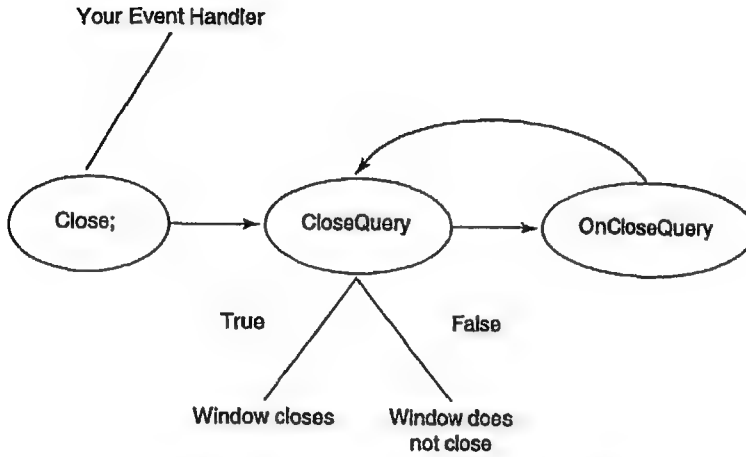 Your Event Handler
Close;
CloseQuery
OnCloseQuery
True
False
Window closes
Window does
not close